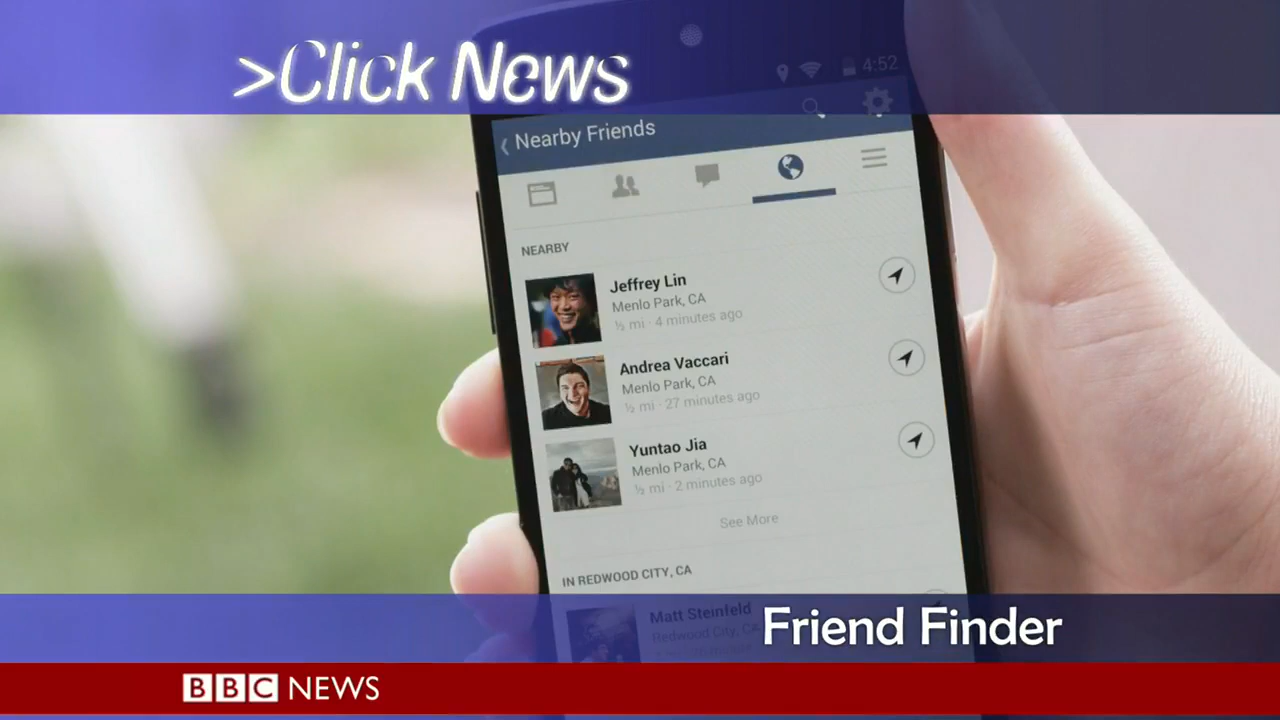 >Click News
4:52
Nearby Friends
NEARBY
Jeffrey Lin
Menlo Park, CA
½ mi · 4 minutes ago
Andrea Vaccari
Menlo Park, CA
½ mi · 27 minutes ago
Yuntao Jia
Menlo Park, CA
½ mi · 2 minutes ago
See More
IN REDWOOD CITY, CA
Matt Steinfeld
Redwood City, CA
Friend Finder
BBC NEWS